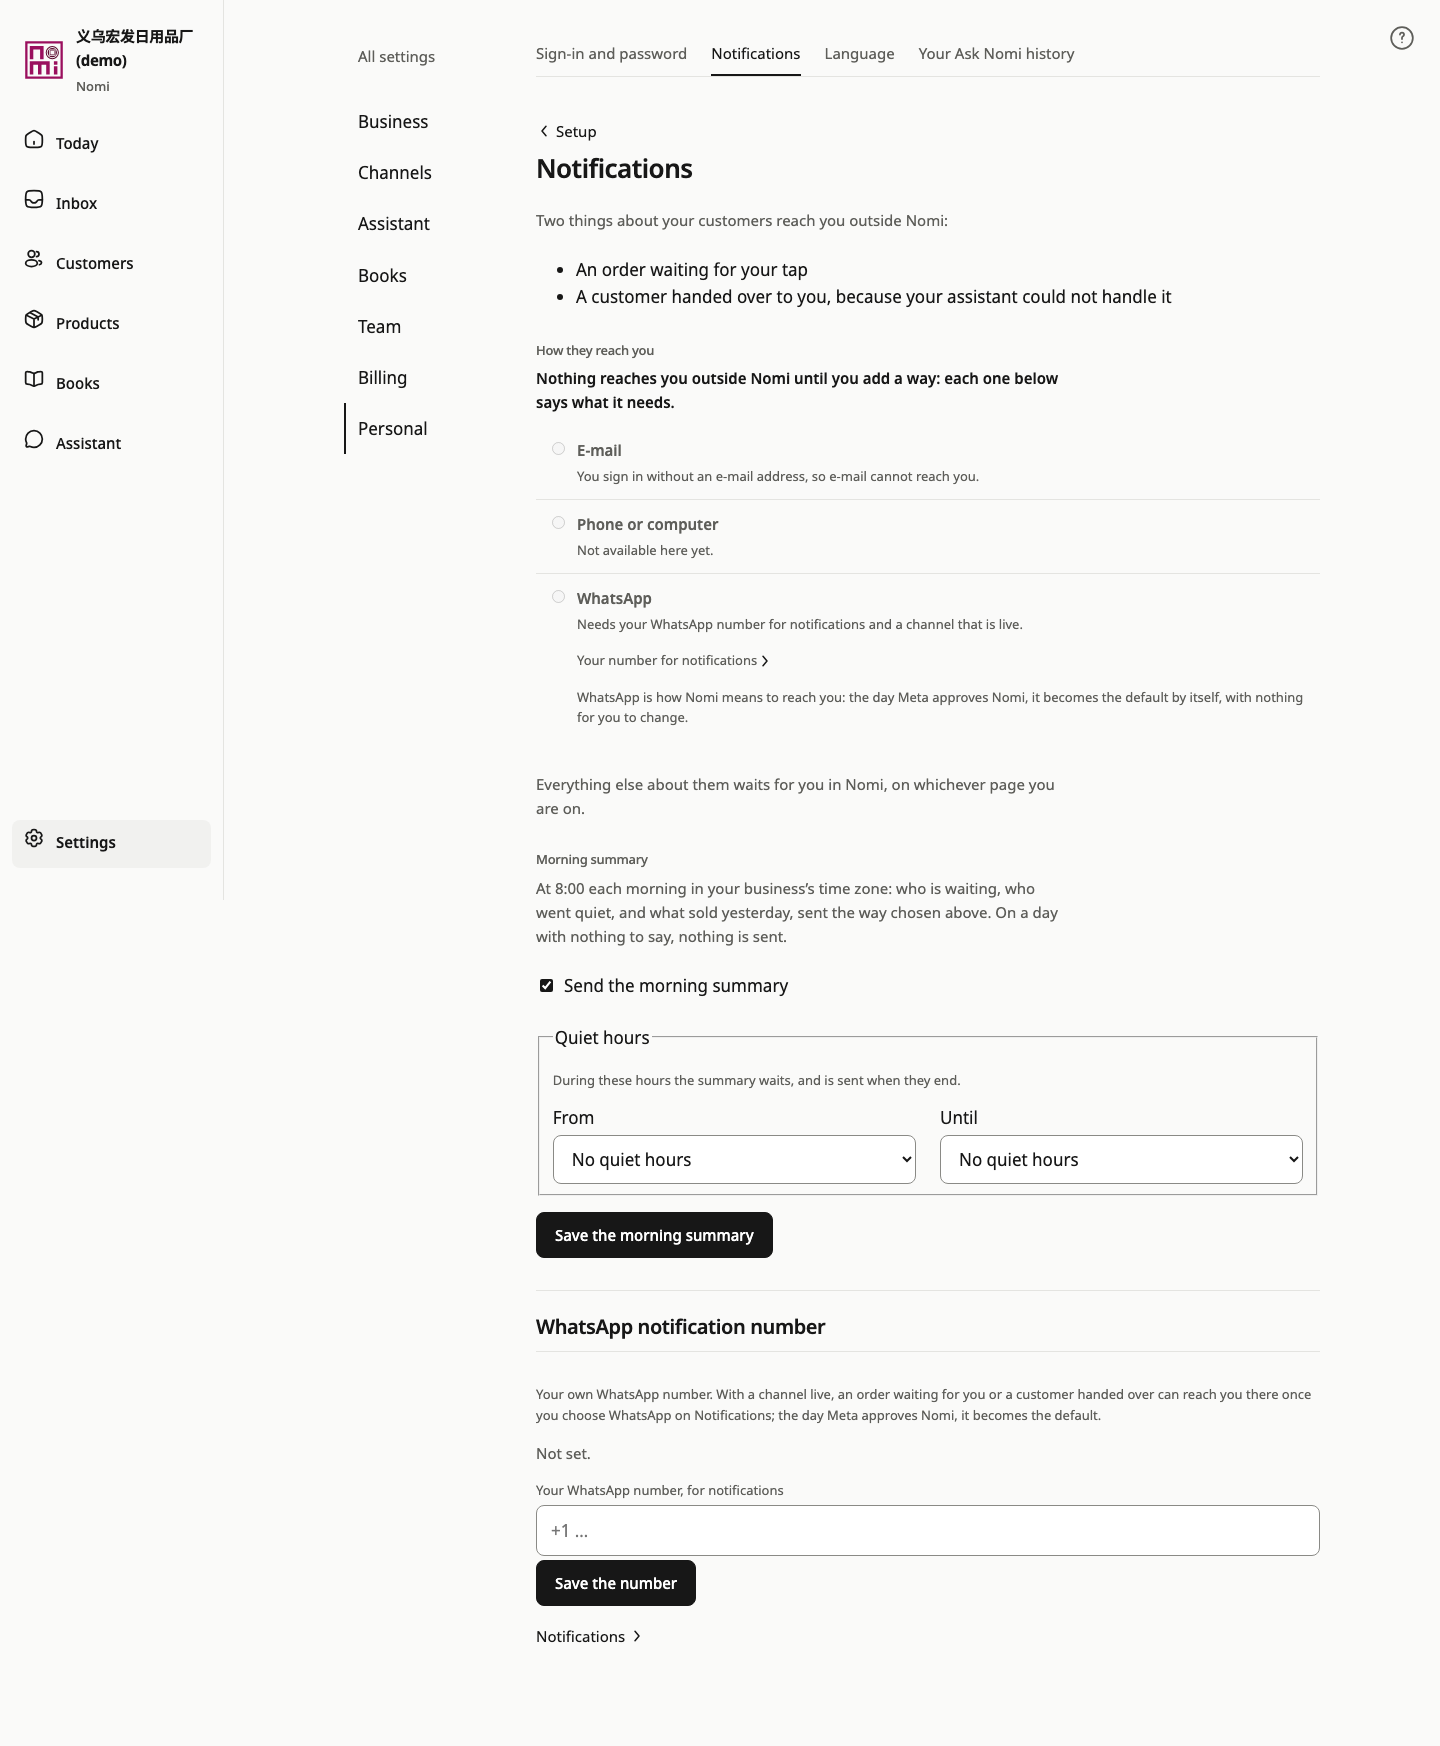 义乌宏发日用品厂
(demo)
Nomi
Today
Inbox
Customers
Products
Books
Assistant
Settings
All settings
Business
Channels
Assistant
Books
Team
Billing
Personal
Sign-in and password
Notifications
Language
Your Ask Nomi history
Setup
Notifications
Two things about your customers reach you outside Nomi:
An order waiting for your tap
A customer handed over to you, because your assistant could not handle it
How they reach you
Nothing reaches you outside Nomi until you add a way: each one below
says what it needs.
E-mail
You sign in without an e-mail address, so e-mail cannot reach you.
Phone or computer
Not available here yet.
WhatsApp
Needs your WhatsApp number for notifications and a channel that is live.
Your number for notifications
WhatsApp is how Nomi means to reach you: the day Meta approves Nomi, it becomes the default by itself, with nothing
for you to change.
Everything else about them waits for you in Nomi, on whichever page you
are on.
Morning summary
At 8:00 each morning in your business’s time zone: who is waiting, who
went quiet, and what sold yesterday, sent the way chosen above. On a day
with nothing to say, nothing is sent.
Send the morning summary
Quiet hours
During these hours the summary waits, and is sent when they end.
From
Until
No quiet hours
No quiet hours
Save the morning summary
WhatsApp notification number
Your own WhatsApp number. With a channel live, an order waiting for you or a customer handed over can reach you there once
you choose WhatsApp on Notifications; the day Meta approves Nomi, it becomes the default.
Not set.
Your WhatsApp number, for notifications
+1 …
Save the number
Notifications